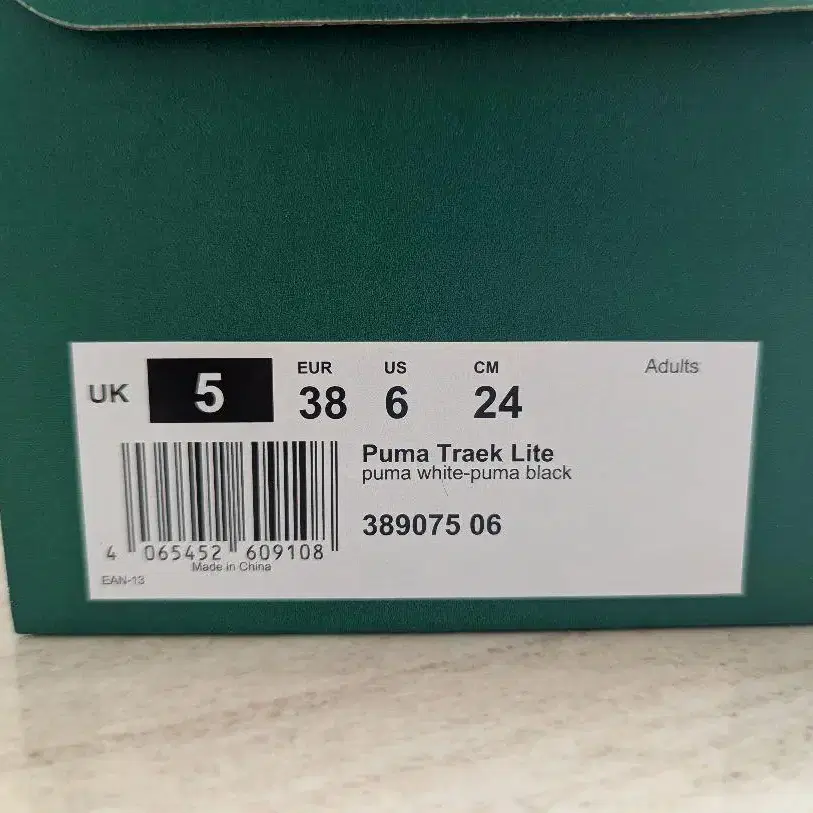 EUR US CM Adults
UK 5 38 6 24
Puma Traek Lite
puma white-puma black
389075 06
4 065452 609108
Made in China
EAN-13